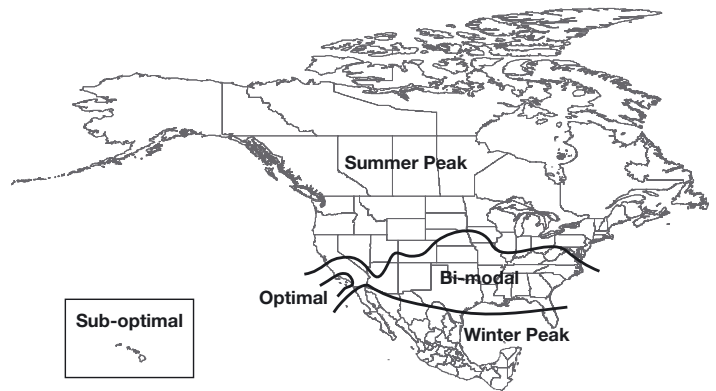 Summer Peak
Bi-modal
Optimal
Sub-optimal
Winter Peak